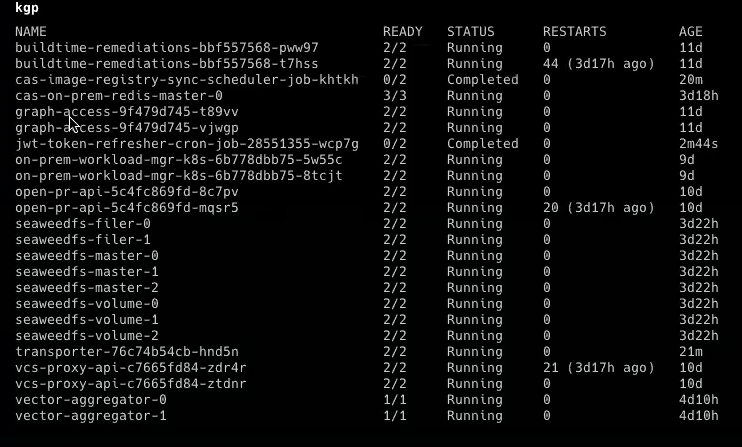 kgp
NAME READY STATUS RESTARTS AGE
buildtime-remediations-bbf557568-pww97 2/2 Running 0 11d
buildtime-remediations-bbf557568-t7hss 2/2 Running 44 (3d17h ago) 11d
cas-image-registry-sync-scheduler-job-khtkh 0/2 Completed 0 20m
cas-on-prem-redis-master-0 3/3 Running 0 3d18h
graph-access-9f479d745-t89vv 2/2 Running 0 11d
graph-access-9f479d745-vjwgp 2/2 Running 0 11d
jwt-token-refresher-cron-job-28551355-wcp7g 0/2 Completed 0 2m44s
on-prem-workload-mgr-k8s-6b778dbb75-5w55c 2/2 Running 0 9d
on-prem-workload-mgr-k8s-6b778dbb75-8tcjt 2/2 Running 0 9d
open-pr-api-5c4fc869fd-8c7pv 2/2 Running 0 10d
open-pr-api-5c4fc869fd-mqsr5 2/2 Running 20 (3d17h ago) 10d
seaweedfs-filer-0 2/2 Running 0 3d22h
seaweedfs-filer-1 2/2 Running 0 3d22h
seaweedfs-master-0 2/2 Running 0 3d22h
seaweedfs-master-1 2/2 Running 0 3d22h
seaweedfs-master-2 2/2 Running 0 3d22h
seaweedfs-volume-0 2/2 Running 0 3d22h
seaweedfs-volume-1 2/2 Running 0 3d22h
seaweedfs-volume-2 2/2 Running 0 3d22h
transporter-76c74b54cb-hnd5n 2/2 Running 0 21m
vcs-proxy-api-c7665fd84-zdr4r 2/2 Running 21 (3d17h ago) 10d
vcs-proxy-api-c7665fd84-ztdnr 2/2 Running 0 10d
vector-aggregator-0 1/1 Running 0 4d10h
vector-aggregator-1 1/1 Running 0 4d10h